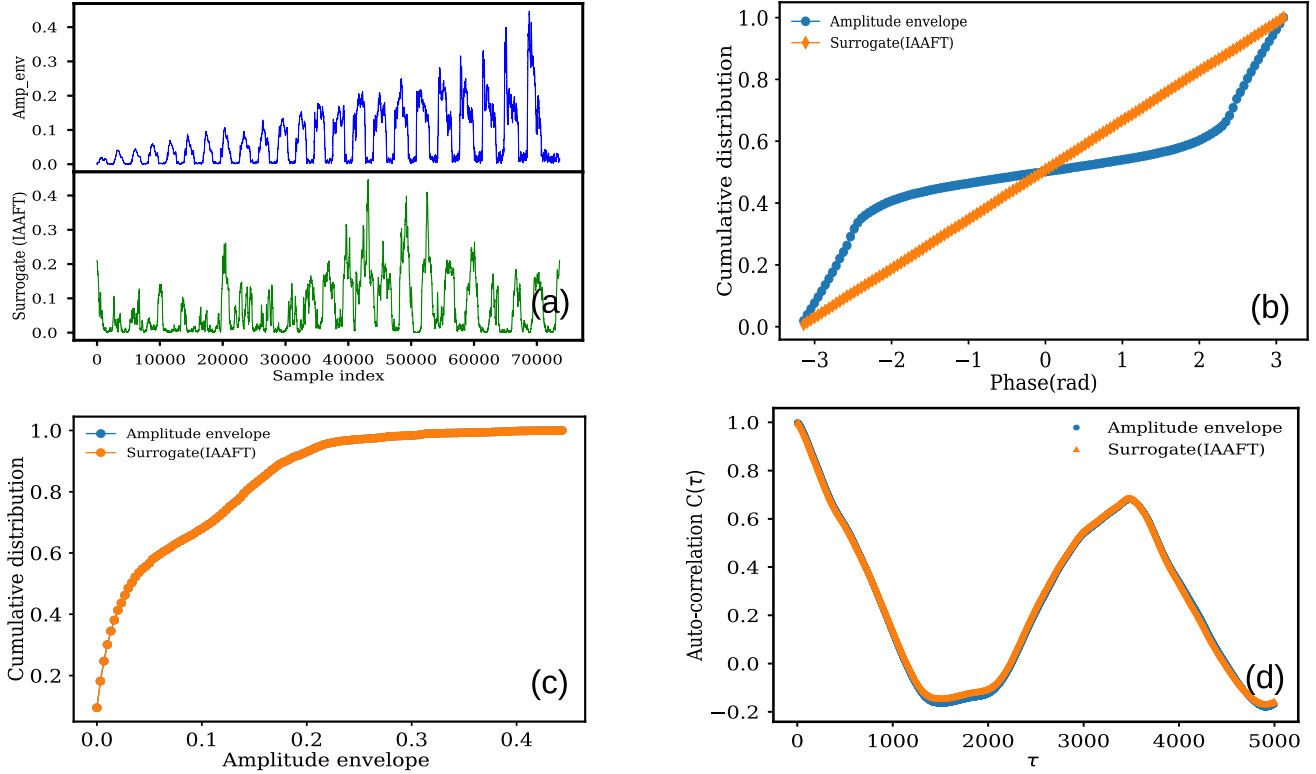 Amp_env
0.4
0.3
0.2
0.1
0.0
Surrogate (IAAFT)
0.4
0.3
0.2
0.1
0.0
(a)
0 10000 20000 30000 40000 50000 60000 70000
Sample index
Cumulative distribution
1.0
0.8
0.6
0.4
0.2
0.0
Amplitude envelope
Surrogate(IAAFT)
(b)
−3 −2 −1 0 1 2 3
Phase(rad)
Cumulative distribution
1.0
0.8
0.6
0.4
0.2
Amplitude envelope
Surrogate(IAAFT)
(c)
0.0 0.1 0.2 0.3 0.4
Amplitude envelope
Auto-correlation C(τ)
1.0
0.8
0.6
0.4
0.2
0.0
−0.2
Amplitude envelope
Surrogate(IAAFT)
(d)
0 1000 2000 3000 4000 5000
τ